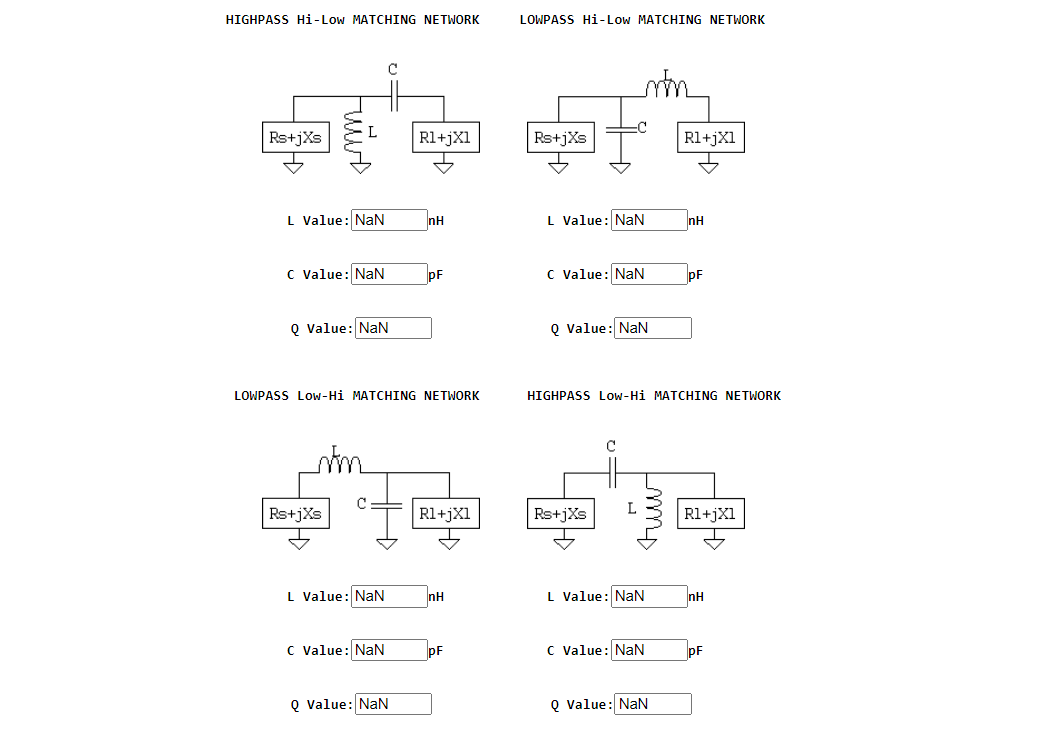 HIGHPASS Hi-Low MATCHING NETWORK
LOWPASS Hi-Low MATCHING NETWORK
C
L
Rs+jXs
L
Rl+jXl
Rs+jXs
C
Rl+jXl
L Value: NaN nH
L Value: NaN nH
C Value: NaN pF
C Value: NaN pF
Q Value: NaN
Q Value: NaN
LOWPASS Low-Hi MATCHING NETWORK
HIGHPASS Low-Hi MATCHING NETWORK
L
C
Rs+jXs
C
Rl+jXl
Rs+jXs
L
Rl+jXl
L Value: NaN nH
L Value: NaN nH
C Value: NaN pF
C Value: NaN pF
Q Value: NaN
Q Value: NaN